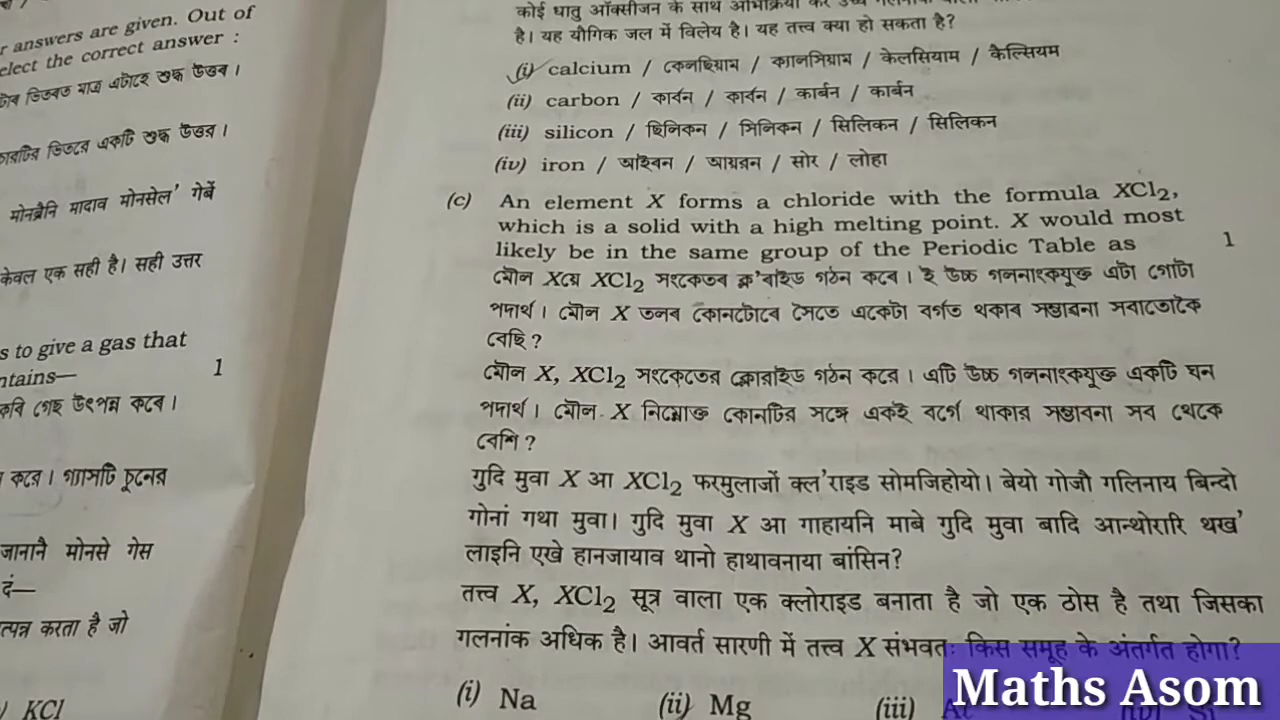 r answers are given. Out of
elect the correct answer :
ভিতৰত মাত্ৰ এটাহে শুদ্ধ উত্তৰ ।
ভিতরে একটি শুদ্ধ উত্তর ।
मोनब्रैनि मादाव मोनसेल' गेबें
केवल एक सही है। सही उत्तर
s to give a gas that
ntains— 1
কৰি গেছ উৎপন্ন কৰে ।
করে । গ্যাসটি চুনের
जानानै मोनसे गेस
दं—
त्पन्न करता है जो
KCl
कोई धातु ऑक्सीजन के साथ अभिक्रिया कर उच्च
है। यह यौगिक जल में विलेय है। यह तत्त्व क्या हो सकता है?
(i) calcium / কেলছিয়াম / ক্যালসিয়াম / केलसियाम / कैल्सियम
(ii) carbon / কাৰ্বন / কার্বন / कार्बन / कार्बन
(iii) silicon / ছিলিকন / সিলিকন / सिलिकन / सिलिकन
(iv) iron / আইৰন / আয়রন / सोर / लोहा
(c) An element X forms a chloride with the formula XCl₂,
which is a solid with a high melting point. X would most
likely be in the same group of the Periodic Table as 1
মৌল Xয়ে XCl₂ সংকেতৰ ক্ল'ৰাইড গঠন কৰে । ই উচ্চ গলনাংকযুক্ত এটা গোটা
পদাৰ্থ । মৌল X তলৰ কোনটোৰে সৈতে একেটা বৰ্গত থকাৰ সম্ভাৱনা সবাতোতকৈ
বেছি ?
মৌল X, XCl₂ সংকেতের ক্লোরাইড গঠন করে । এটি উচ্চ গলনাংকযুক্ত একটি ঘন
পদার্থ । মৌল X নিম্নোক্ত কোনটির সঙ্গে একই বর্গে থাকার সম্ভাবনা সব থেকে
বেশি ?
गुदि मुवा X आ XCl₂ फरमुलाजों क्ल'राइड सोमजिहोयो। बेयो गोजौ गलिनाय बिन्दो
गोनां गथा मुवा। गुदि मुवा X आ गाहायनि माबे गुदि मुवा बादि आन्थोरारि थख'
लाइनि एखे हानजायाव थानो हाथावनाया बांसिन?
तत्त्व X, XCl₂ सूत्र वाला एक क्लोराइड बनाता है जो एक ठोस है तथा जिसका
गलनांक अधिक है। आवर्त सारणी में तत्त्व X संभवतः किस समूह के अंतर्गत होगा?
(i) Na (ii) Mg (iii)
Maths Asom